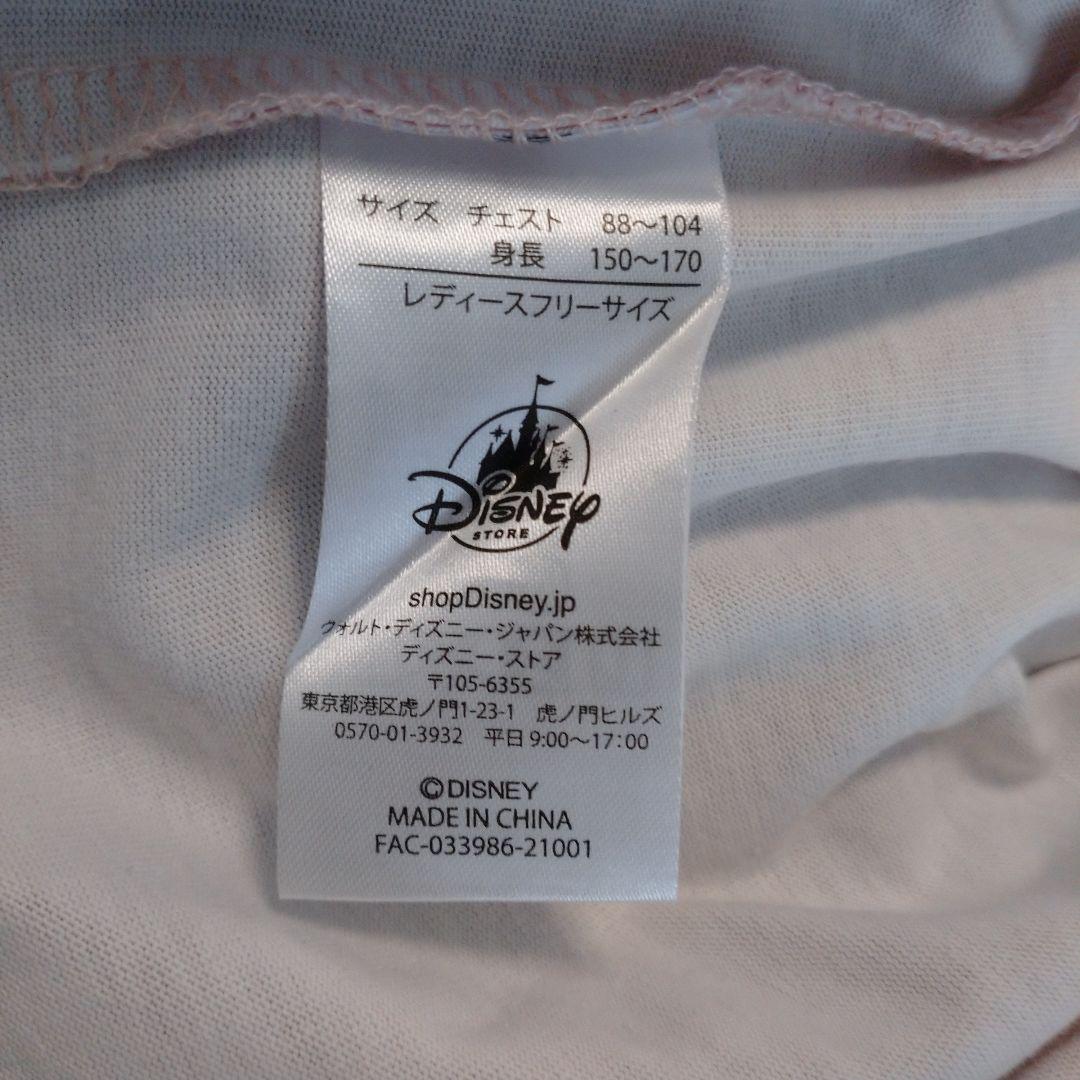 サイズ チェスト 88〜104
身長 150〜170
レディースフリーサイズ
DISNEY
STORE
shopDisney.jp
ウォルト・ディズニー・ジャパン株式会社
ディズニー・ストア
〒105-6355
東京都港区虎ノ門1-23-1 虎ノ門ヒルズ
0570-01-3932 平日 9:00〜17:00
©DISNEY
MADE IN CHINA
FAC-033986-21001